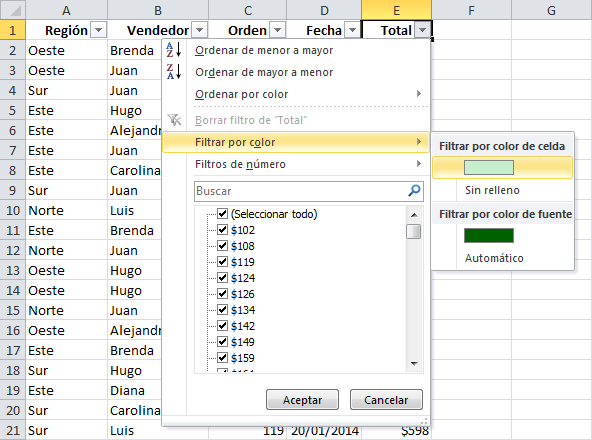 A B C D E F G
1 Región Vendedor Orden Fecha Total
2 Oeste Brenda
3 Oeste Juan
4 Sur Juan
5 Este Hugo
6 Este Alejandr
7 Este Juan
8 Este Carolina
9 Sur Juan
10 Norte Luis
11 Este Brenda
12 Norte Juan
13 Oeste Hugo
14 Oeste Hugo
15 Norte Juan
16 Oeste Alejandr
17 Este Brenda
18 Sur Hugo
19 Este Diana
20 Sur Carolina
21 Sur Luis 119 20/01/2014 $598
Ordenar de menor a mayor
Ordenar de mayor a menor
Ordenar por color
Borrar filtro de "Total"
Filtrar por color
Filtros de número
Buscar
(Seleccionar todo)
$102
$108
$119
$124
$126
$134
$142
$149
$159
Aceptar Cancelar
Filtrar por color de celda
Sin relleno
Filtrar por color de fuente
Automático